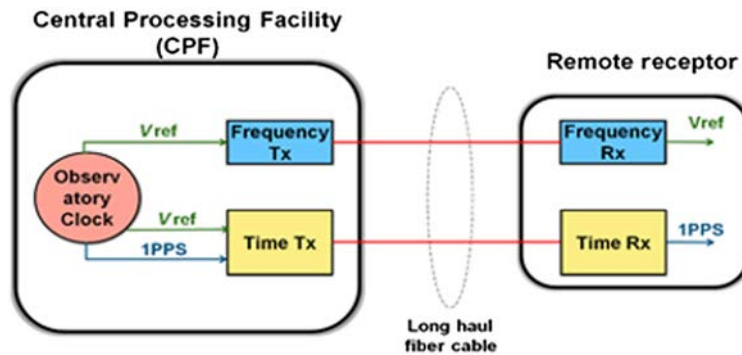 Central Processing Facility
(CPF)
Remote receptor
Vref
Frequency
Tx
Frequency
Rx
Vref
Observ
atory
Clock
Vref
1PPS
Time Tx
Time Rx
1PPS
Long haul
fiber cable